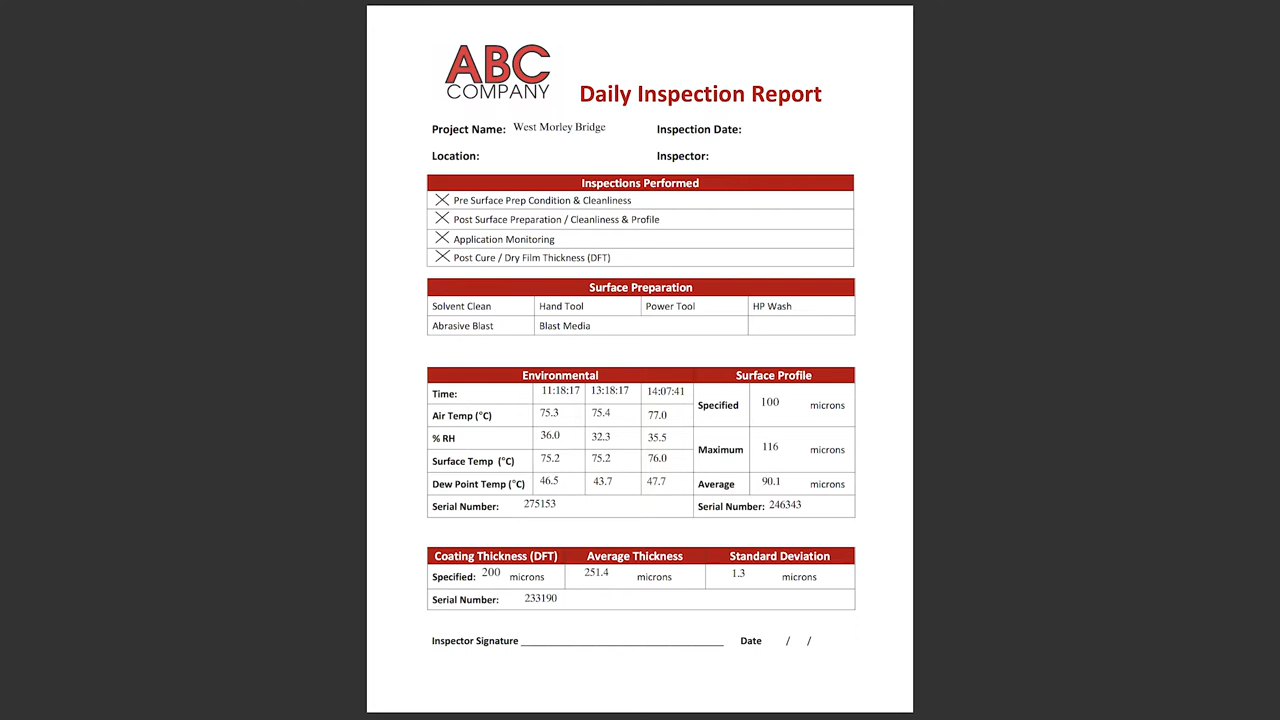 ABC
COMPANY
Daily Inspection Report
Project Name: West Morley Bridge Inspection Date:
Location: Inspector:
Inspections Performed
Pre Surface Prep Condition & Cleanliness
Post Surface Preparation / Cleanliness & Profile
Application Monitoring
Post Cure / Dry Film Thickness (DFT)
Surface Preparation
Solvent Clean Hand Tool Power Tool HP Wash
Abrasive Blast Blast Media
Environmental Surface Profile
Time: 11:18:17 13:18:17 14:07:41
Specified 100 microns
Air Temp (°C) 75.3 75.4 77.0
% RH 36.0 32.3 35.5
Maximum 116 microns
Surface Temp (°C) 75.2 75.2 76.0
Dew Point Temp (°C) 46.5 43.7 47.7 Average 90.1 microns
Serial Number: 275153 Serial Number: 246343
Coating Thickness (DFT) Average Thickness Standard Deviation
Specified: 200 microns 251.4 microns 1.3 microns
Serial Number: 233190
Inspector Signature Date / /